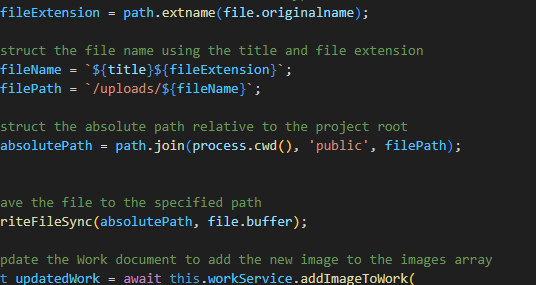 fileExtension = path.extname(file.originalname);
struct the file name using the title and file extension
fileName = `${title}${fileExtension}`;
filePath = `/uploads/${fileName}`;
struct the absolute path relative to the project root
absolutePath = path.join(process.cwd(), 'public', filePath);
ave the file to the specified path
riteFileSync(absolutePath, file.buffer);
pdate the Work document to add the new image to the images array
t updatedWork = await this.workService.addImageToWork(